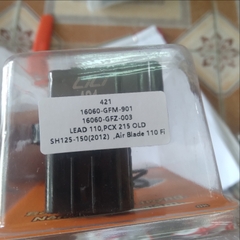 421
16060-GFM-901
16060-GFZ-003
LEAD 110,PCX 215 OLD
SH125-150(2012) ,Air Blade 110 Fi